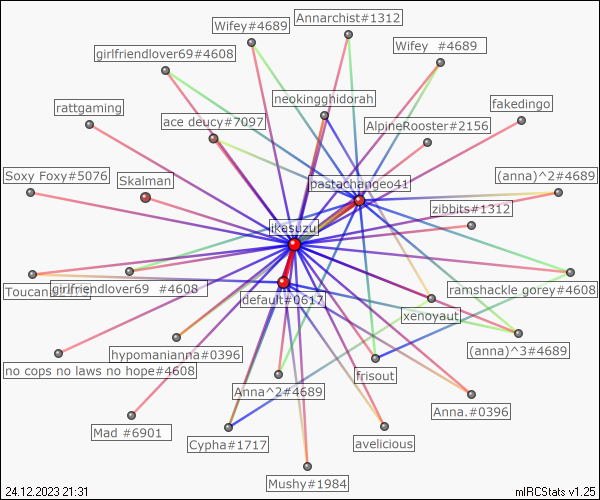 Annarchist#1312
Wifey#4689
Wifey  #4689
girlfriendlover69#4608
neokingghidorah
rattgaming
fakedingo
ace deucy#7097
AlpineRooster#2156
Soxy Foxy#5076
Skalman
pastachangeo41
(anna)^2#4689
zibbits#1312
ikasuzu
Toucan
girlfriendlover69  #4608
default#0617
ramshackle gorey#4608
xenoyaut
hypomanianna#0396
(anna)^3#4689
no cops no laws no hope#4608
frisout
Anna^2#4689
Anna.#0396
Mad #6901
Cypha#1717
avelicious
Mushy#1984
24.12.2023 21:31
mIRCStats v1.25